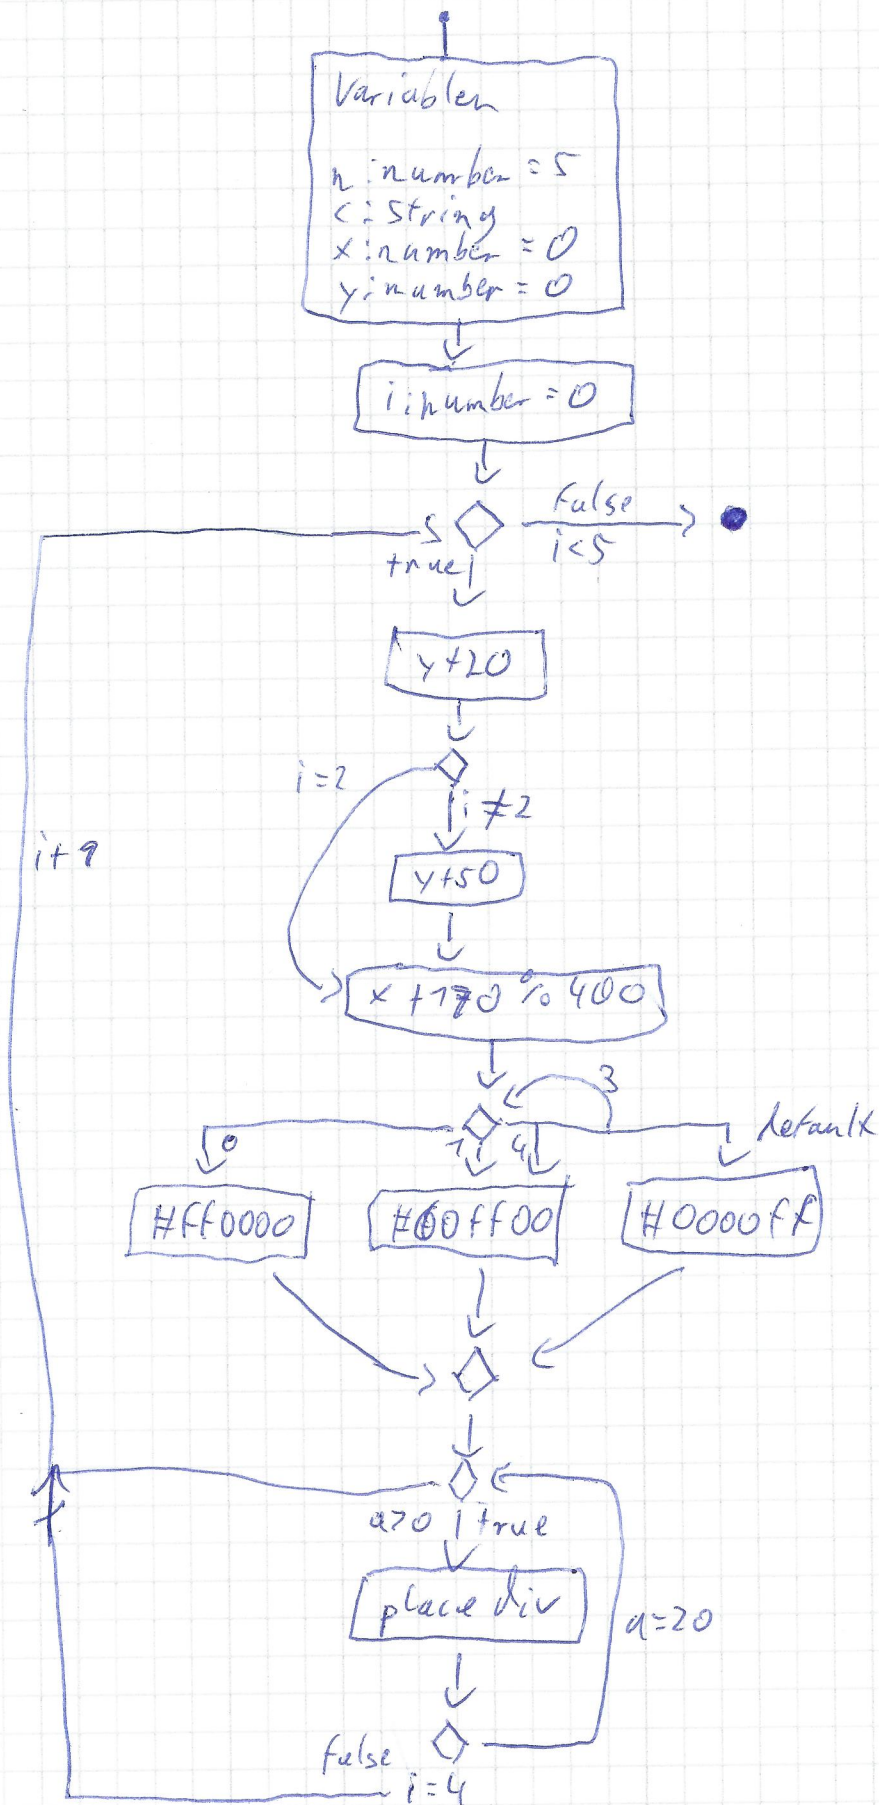 Variablen
n:number=5
c:String
x:number=0
y:number=0
i:number=0
false
i<5
true
y+20
i=2
i≠2
i+1
y+50
x+170%400
3
default
0
1
4
#ff0000
#00ff00
#0000ff
a>0
true
place div
a=20
false
i=4